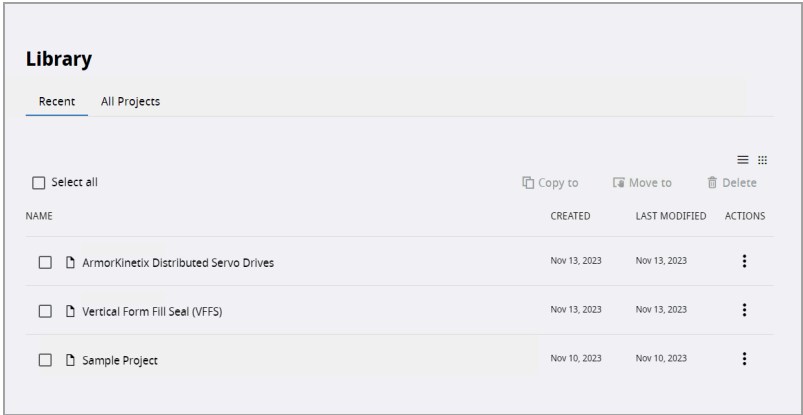 Library
Recent All Projects
Select all Copy to Move to Delete
NAME CREATED LAST MODIFIED ACTIONS
ArmorKinetix Distributed Servo Drives Nov 13, 2023 Nov 13, 2023
Vertical Form Fill Seal (VFFS) Nov 13, 2023 Nov 13, 2023
Sample Project Nov 10, 2023 Nov 10, 2023